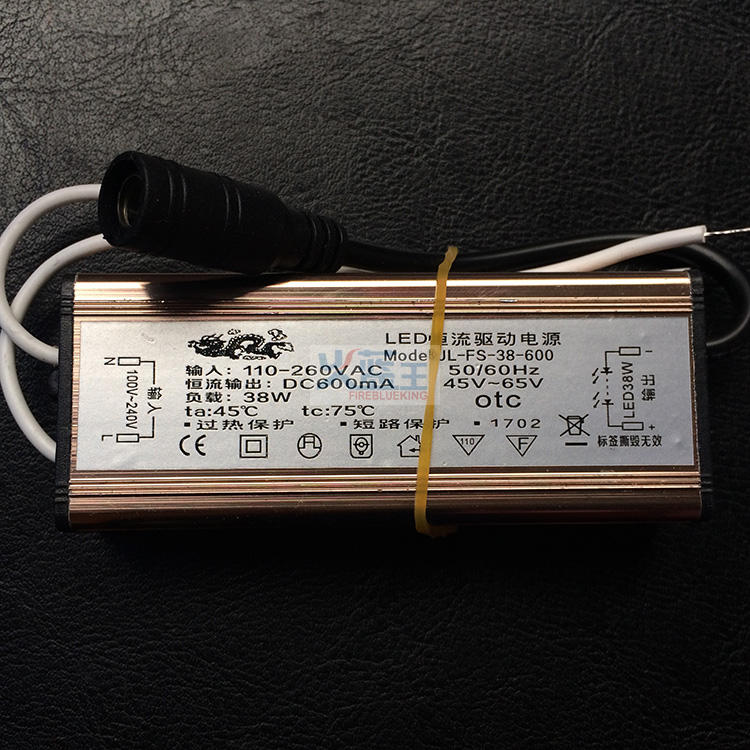 LED恒流驱动电源
Model:JL-FS-38-600
输入: 110-260VAC 50/60Hz
恒流输出: DC600mA 45V~65V
负载: 38W otc
ta:45℃ tc:75℃
·过热保护 ·短路保护 ·1702
CE 110 F
N
L
100V~240V
输入
LED38W
输出
- +
标签撕毁无效
火蓝王
FIREBLUEKING